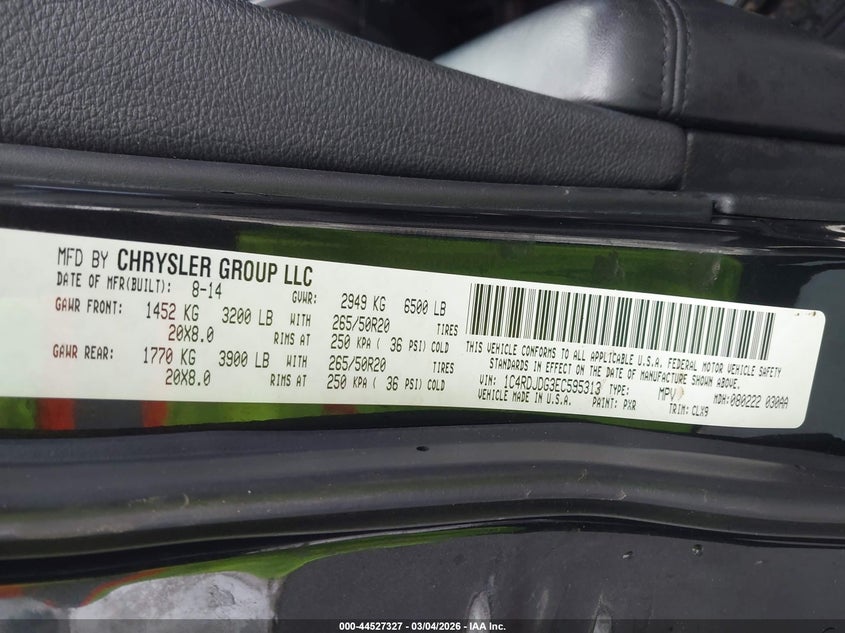 MFD BY CHRYSLER GROUP LLC
DATE OF MFR(BUILT): 8-14 GVWR: 2949 KG 6500 LB
GAWR FRONT: 1452 KG 3200 LB WITH 265/50R20 TIRES
20X8.0 RIMS AT 250 KPA ( 36 PSI) COLD
GAWR REAR: 1770 KG 3900 LB WITH 265/50R20 TIRES
20X8.0 RIMS AT 250 KPA ( 36 PSI) COLD
THIS VEHICLE CONFORMS TO ALL APPLICABLE U.S.A. FEDERAL MOTOR VEHICLE SAFETY
STANDARDS IN EFFECT ON THE DATE OF MANUFACTURE SHOWN ABOVE.
VIN: 1C4RDJDG3EC595313 TYPE: MPV MDH:080222 030AA
VEHICLE MADE IN U.S.A. PAINT: PXR TRIM: CLX9
000-44527327 - 03/04/2026 - IAA Inc.